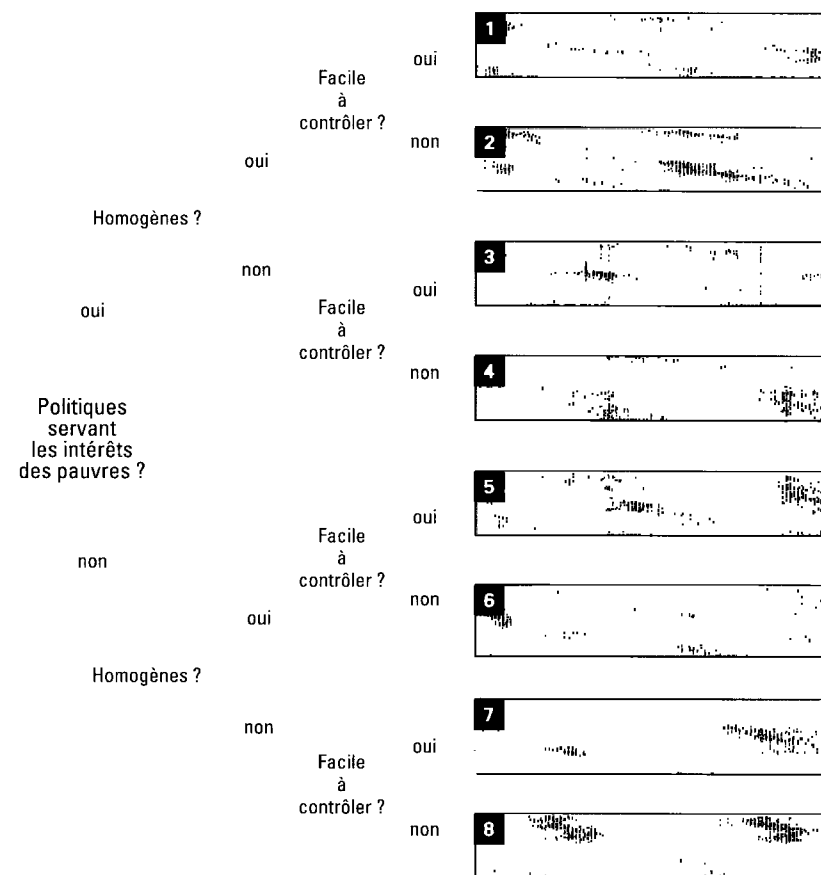 1
oui
Facile
à
contrôler ?
non
2
oui
Homogènes ?
non
3
oui
Facile
à
contrôler ?
oui
non
4
Politiques
servant
les intérêts
des pauvres ?
5
oui
Facile
à
contrôler ?
non
non
6
oui
Homogènes ?
non
7
oui
Facile
à
contrôler ?
non
8